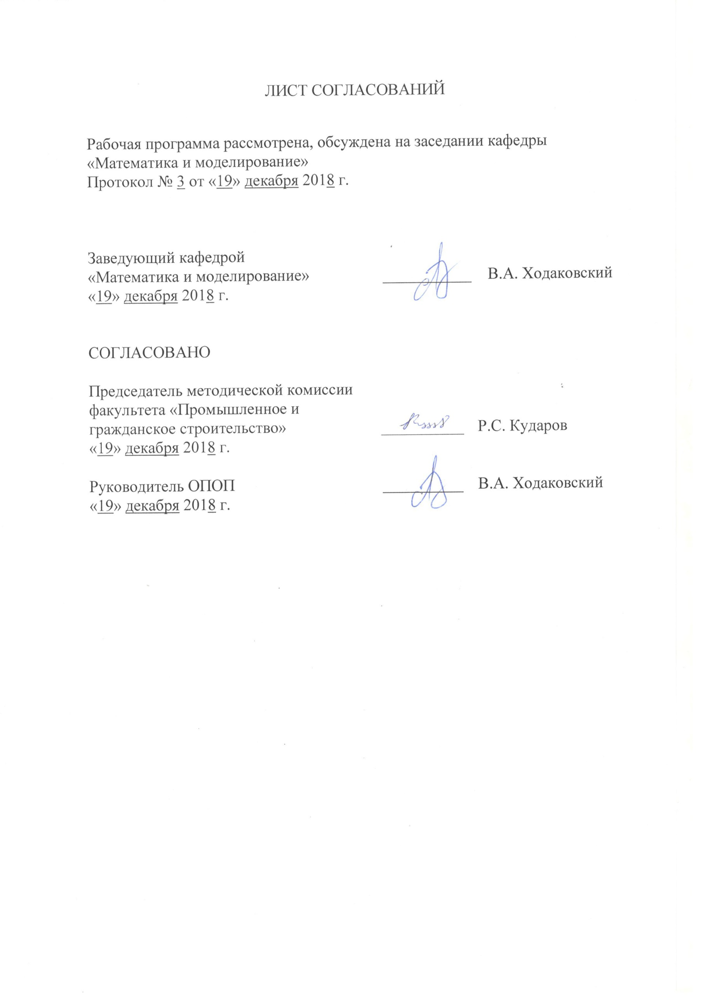 ЛИСТ СОГЛАСОВАНИЙ
Рабочая программа рассмотрена, обсуждена на заседании кафедры
«Математика и моделирование»
Протокол № 3 от «19» декабря 2018 г.
Заведующий кафедрой
«Математика и моделирование» В.А. Ходаковский
«19» декабря 2018 г.
СОГЛАСОВАНО
Председатель методической комиссии
факультета «Промышленное и
гражданское строительство» Р.С. Кударов
«19» декабря 2018 г.
Руководитель ОПОП В.А. Ходаковский
«19» декабря 2018 г.